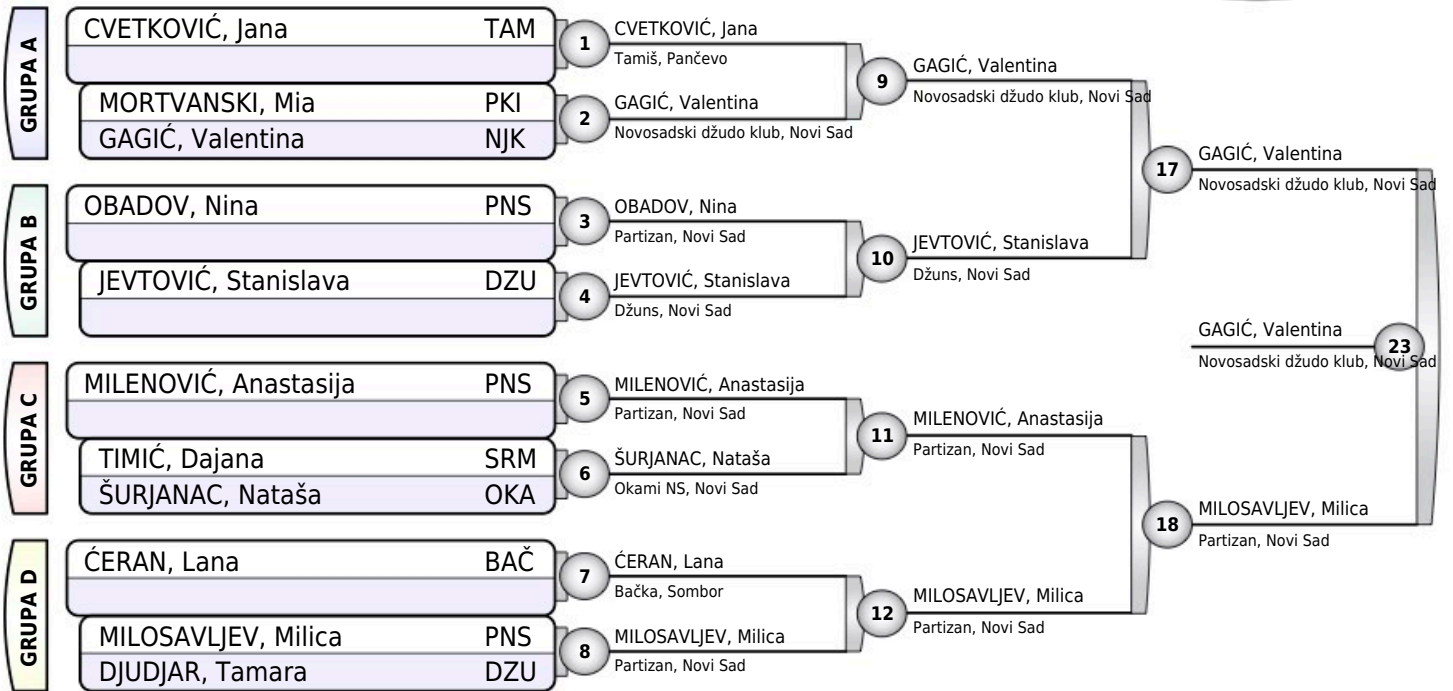 GRUPA A
CVETKOVIĆ, Jana TAM
MORTVANSKI, Mia PKI
GAGIĆ, Valentina NJK
GRUPA B
OBADOV, Nina PNS
JEVTOVIĆ, Stanislava DZU
GRUPA C
MILENOVIĆ, Anastasija PNS
TIMIĆ, Dajana SRM
ŠURJANAC, Nataša OKA
GRUPA D
ĆERAN, Lana BAČ
MILOSAVLJEV, Milica PNS
DJUDJAR, Tamara DZU
1
CVETKOVIĆ, Jana
Tamiš, Pančevo
2
GAGIĆ, Valentina
Novosadski džudo klub, Novi Sad
3
OBADOV, Nina
Partizan, Novi Sad
4
JEVTOVIĆ, Stanislava
Džuns, Novi Sad
5
MILENOVIĆ, Anastasija
Partizan, Novi Sad
6
ŠURJANAC, Nataša
Okami NS, Novi Sad
7
ĆERAN, Lana
Bačka, Sombor
8
MILOSAVLJEV, Milica
Partizan, Novi Sad
9
GAGIĆ, Valentina
Novosadski džudo klub, Novi Sad
10
JEVTOVIĆ, Stanislava
Džuns, Novi Sad
11
MILENOVIĆ, Anastasija
Partizan, Novi Sad
12
MILOSAVLJEV, Milica
Partizan, Novi Sad
17
GAGIĆ, Valentina
Novosadski džudo klub, Novi Sad
18
MILOSAVLJEV, Milica
Partizan, Novi Sad
GAGIĆ, Valentina
23
Novosadski džudo klub, Novi Sad